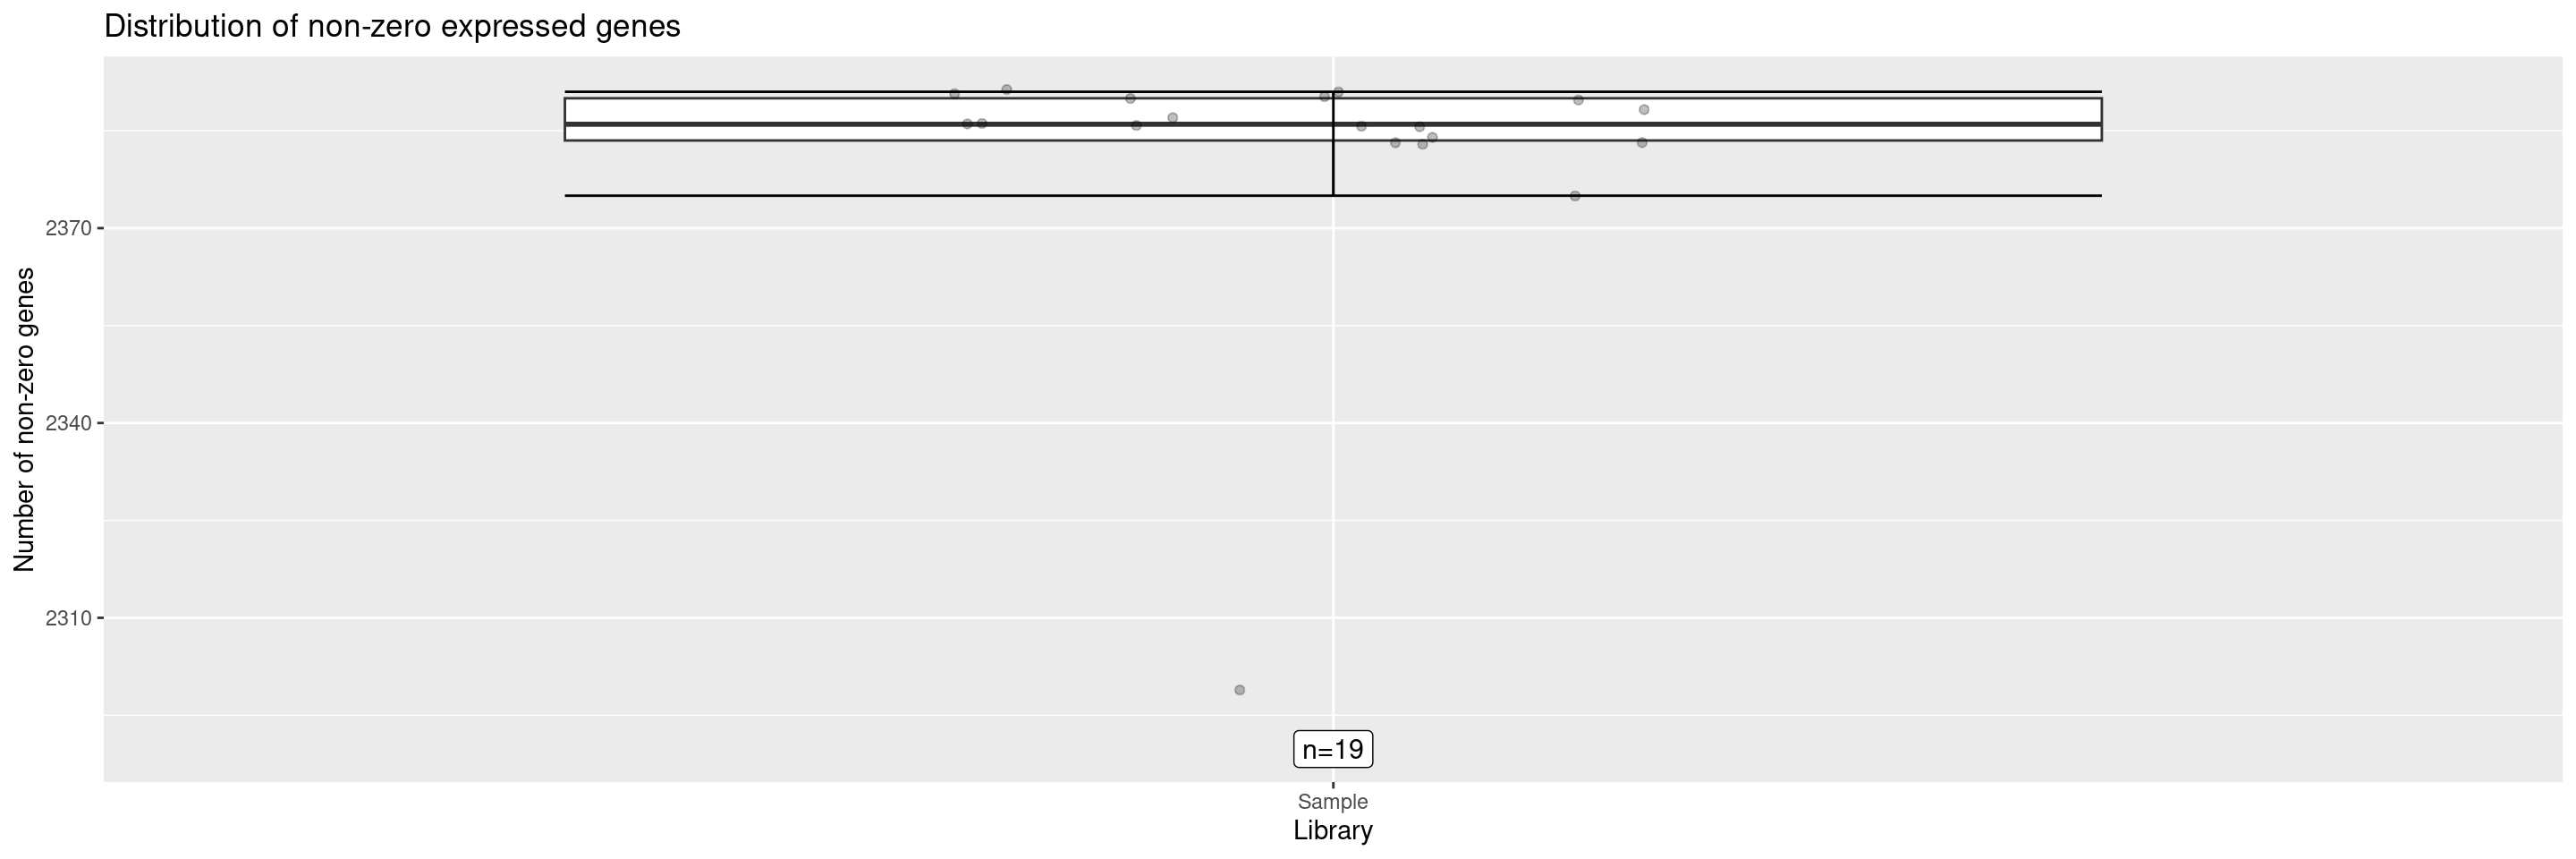 Distribution of non-zero expressed genes
Number of non-zero genes
2370
2340
2310
n=19
Sample
Library